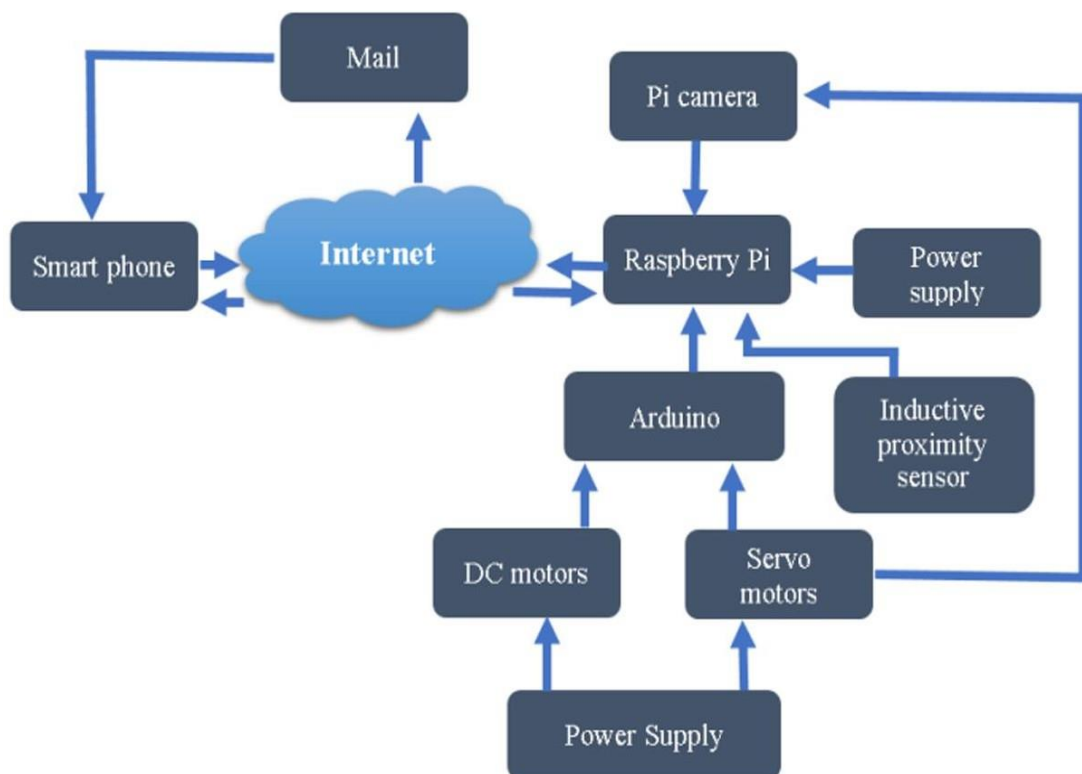 Mail
Pi camera
Smart phone
Internet
Raspberry Pi
Power
supply
Arduino
Inductive
proximity
sensor
DC motors
Servo
motors
Power Supply